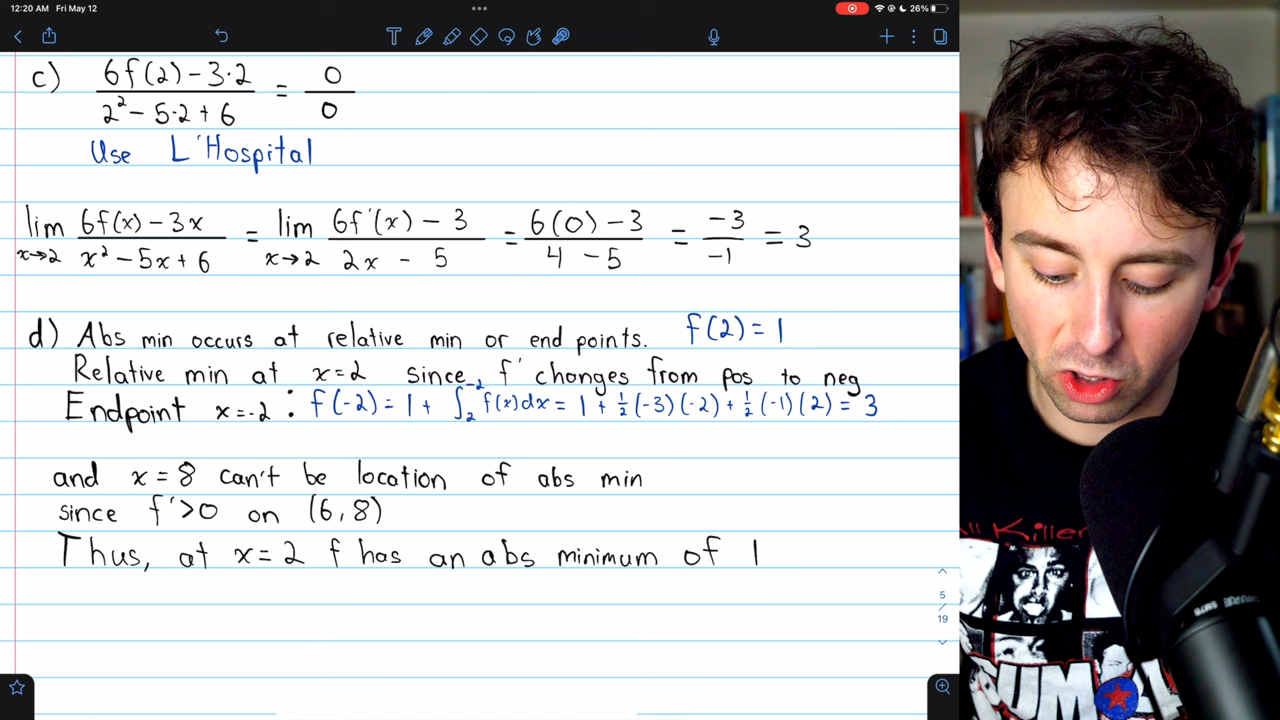 12:20 AM Fri May 12
26%
c) (6f(2) − 3·2)/(2² − 5·2 + 6) = 0/0
Use L'Hospital
lim x→2 (6f(x) − 3x)/(x² − 5x + 6) = lim x→2 (6f'(x) − 3)/(2x − 5) = (6(0) − 3)/(4 − 5) = −3/−1 = 3
d) Abs min occurs at relative min or end points. f(2) = 1
Relative min at x=2 since f' changes from pos to neg
Endpoint x=-2 : f(-2) = 1 + ∫₂⁻² f(x)dx = 1 + ½(-3)(-2) + ½(-1)(2) = 3
and x = 8 can't be location of abs min
since f'>0 on (6,8)
Thus, at x=2 f has an abs minimum of 1
5
/
19
Killer
SUM